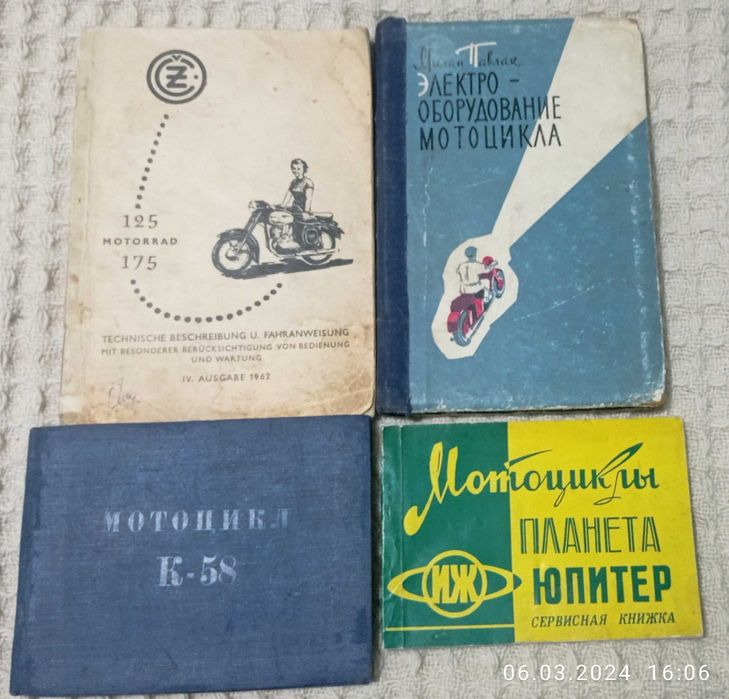 ČZ
125
MOTORRAD
175
TECHNISCHE BESCHREIBUNG U. FAHRANWEISUNG
MIT BESONDERER BERÜCKSICHTIGUNG VON BEDIENUNG
UND WARTUNG
IV. AUSGABE 1962
Милан Павлак
ЭЛЕКТРО-
ОБОРУДОВАНИЕ
МОТОЦИКЛА
МОТОЦИКЛ
К-58
Мотоциклы
ПЛАНЕТА
ИЖ
ЮПИТЕР
СЕРВИСНАЯ КНИЖКА
06.03.2024 16:06